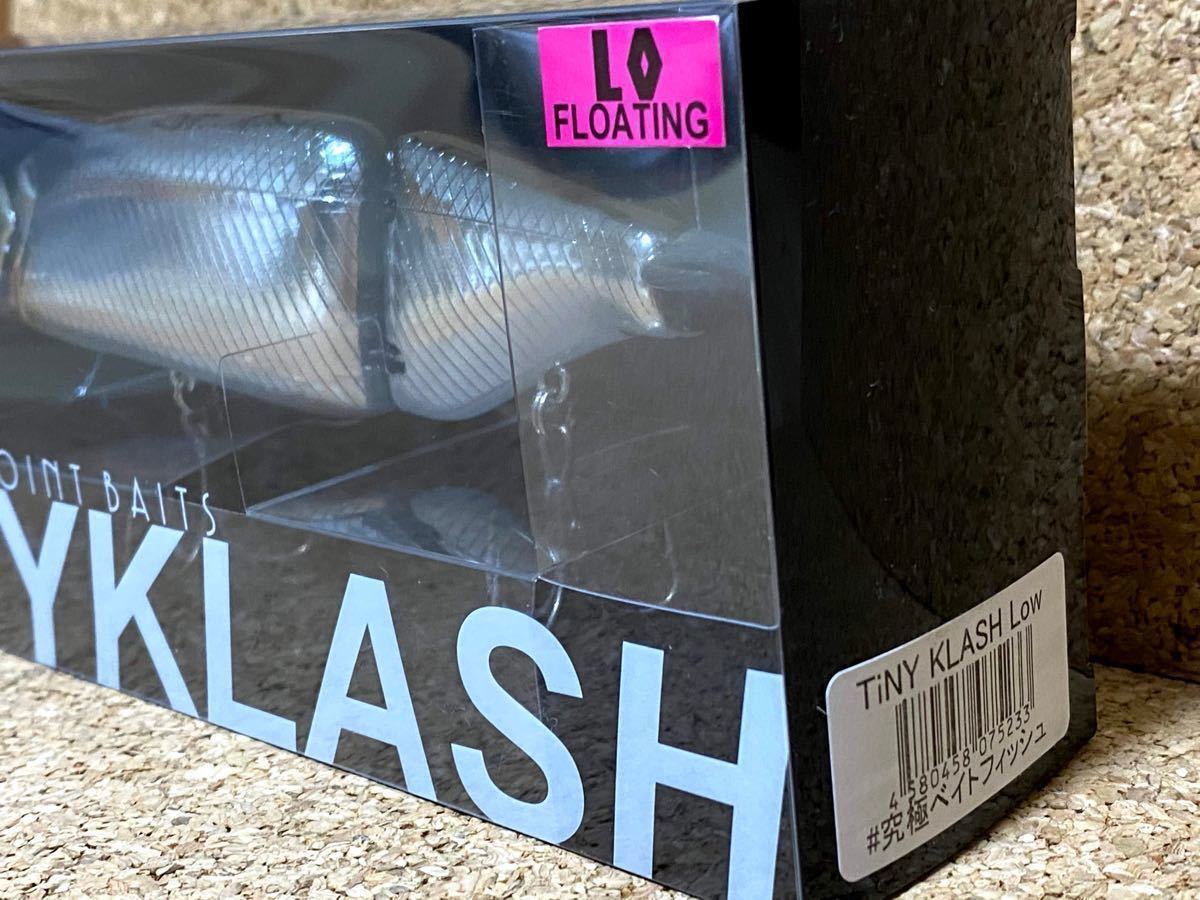 LO
FLOATING
OINT BAITS
YKLASH
TiNY KLASH Low
4 580458 075233
#究極ベイトフィッシュ